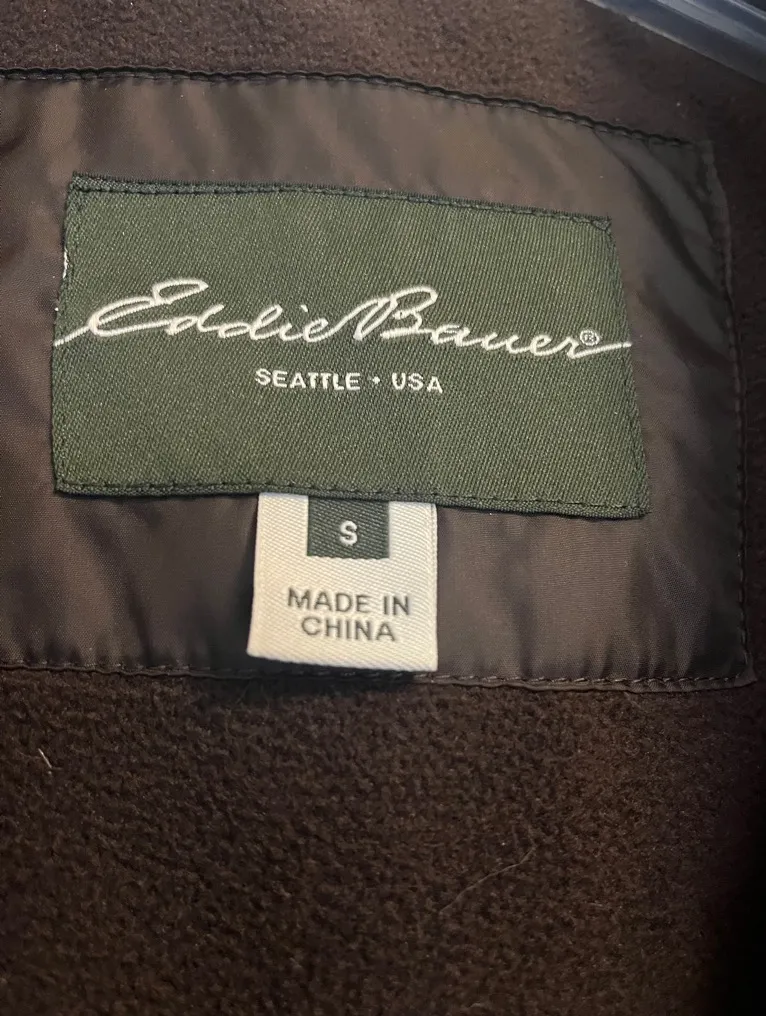 Eddie Bauer®
SEATTLE • USA
S
MADE IN
CHINA